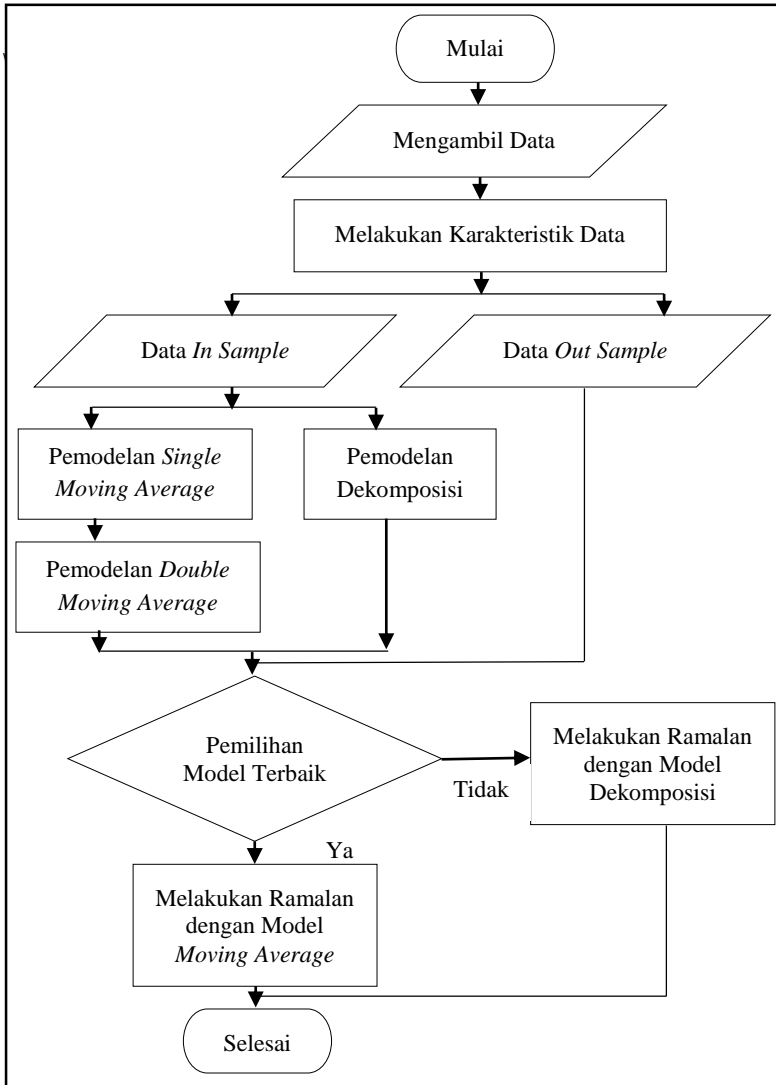 Mulai
Mengambil Data
Melakukan Karakteristik Data
Data In Sample
Data Out Sample
Pemodelan Single
Moving Average
Pemodelan
Dekomposisi
Pemodelan Double
Moving Average
Pemilihan
Model Terbaik
Tidak
Melakukan Ramalan
dengan Model
Dekomposisi
Ya
Melakukan Ramalan
dengan Model
Moving Average
Selesai